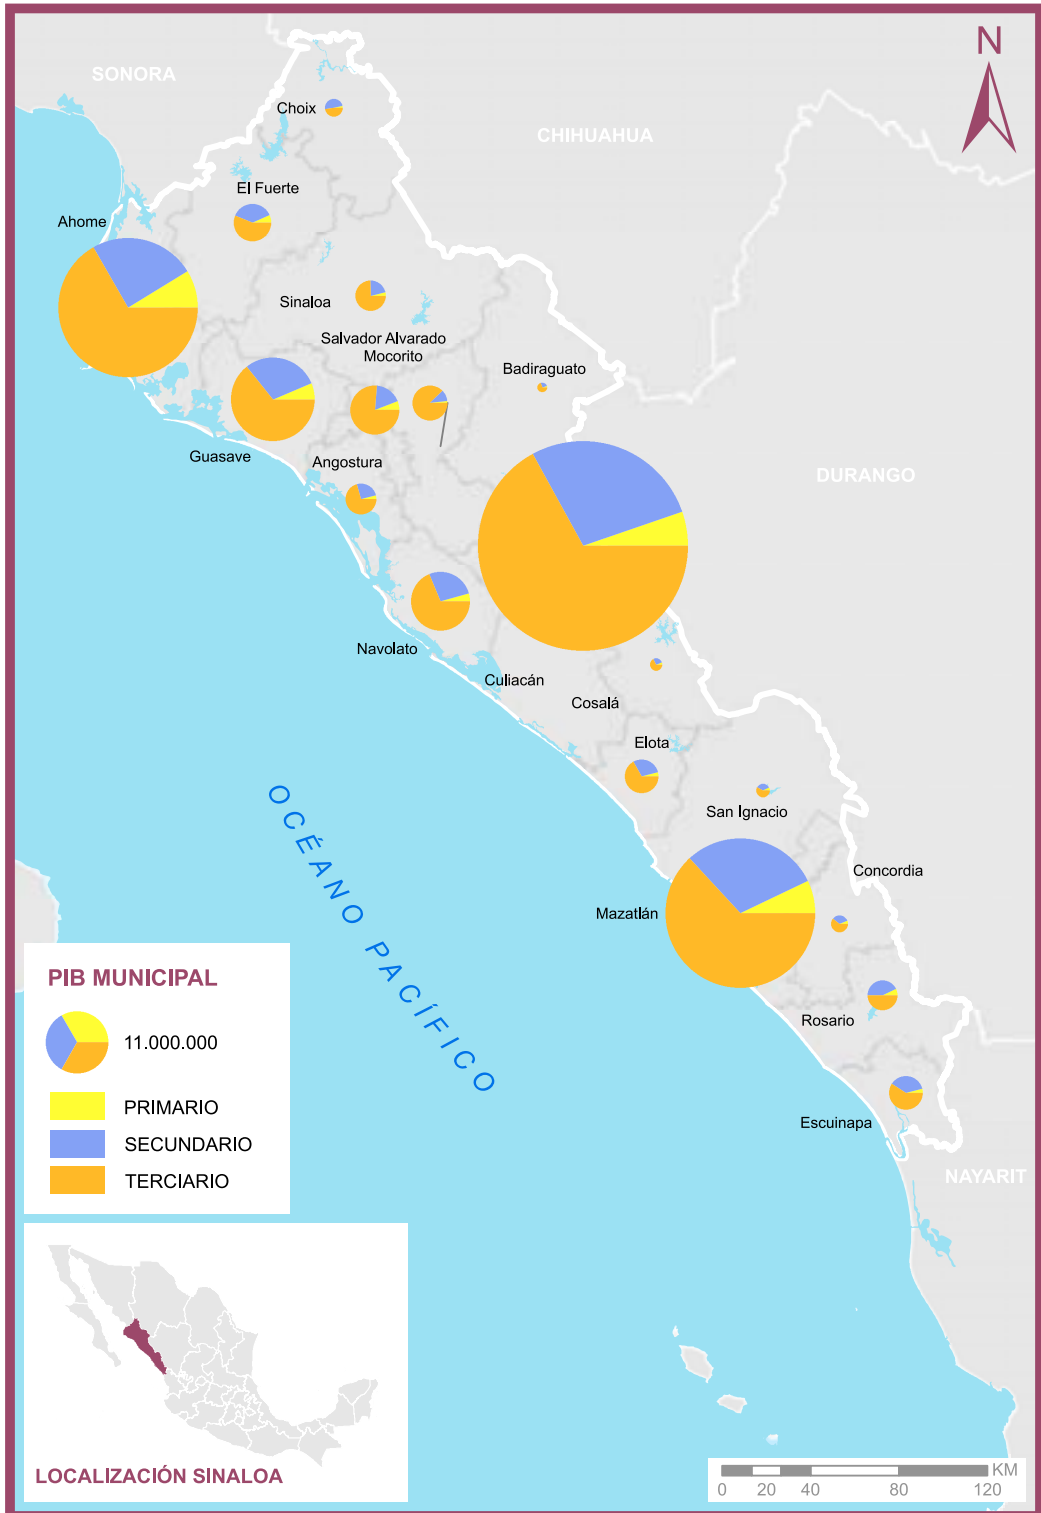 N
SONORA
Choix
CHIHUAHUA
El Fuerte
Ahome
Sinaloa
Salvador Alvarado
Mocorito
Badiraguato
Guasave
Angostura
DURANGO
Navolato
Culiacán
Cosalá
Elota
San Ignacio
Concordia
Mazatlán
OCÉANO PACÍFICO
Rosario
Escuinapa
NAYARIT
PIB MUNICIPAL
11.000.000
PRIMARIO
SECUNDARIO
TERCIARIO
LOCALIZACIÓN SINALOA
KM
0 20 40 80 120